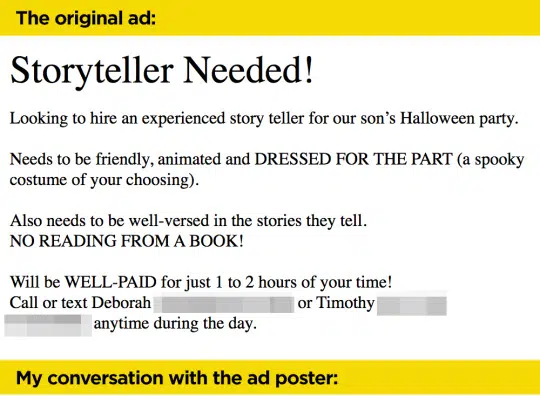 The original ad:
Storyteller Needed!
Looking to hire an experienced story teller for our son’s Halloween party.
Needs to be friendly, animated and DRESSED FOR THE PART (a spooky
costume of your choosing).
Also needs to be well-versed in the stories they tell.
NO READING FROM A BOOK!
Will be WELL-PAID for just 1 to 2 hours of your time!
Call or text Deborah or Timothy
anytime during the day.
My conversation with the ad poster: